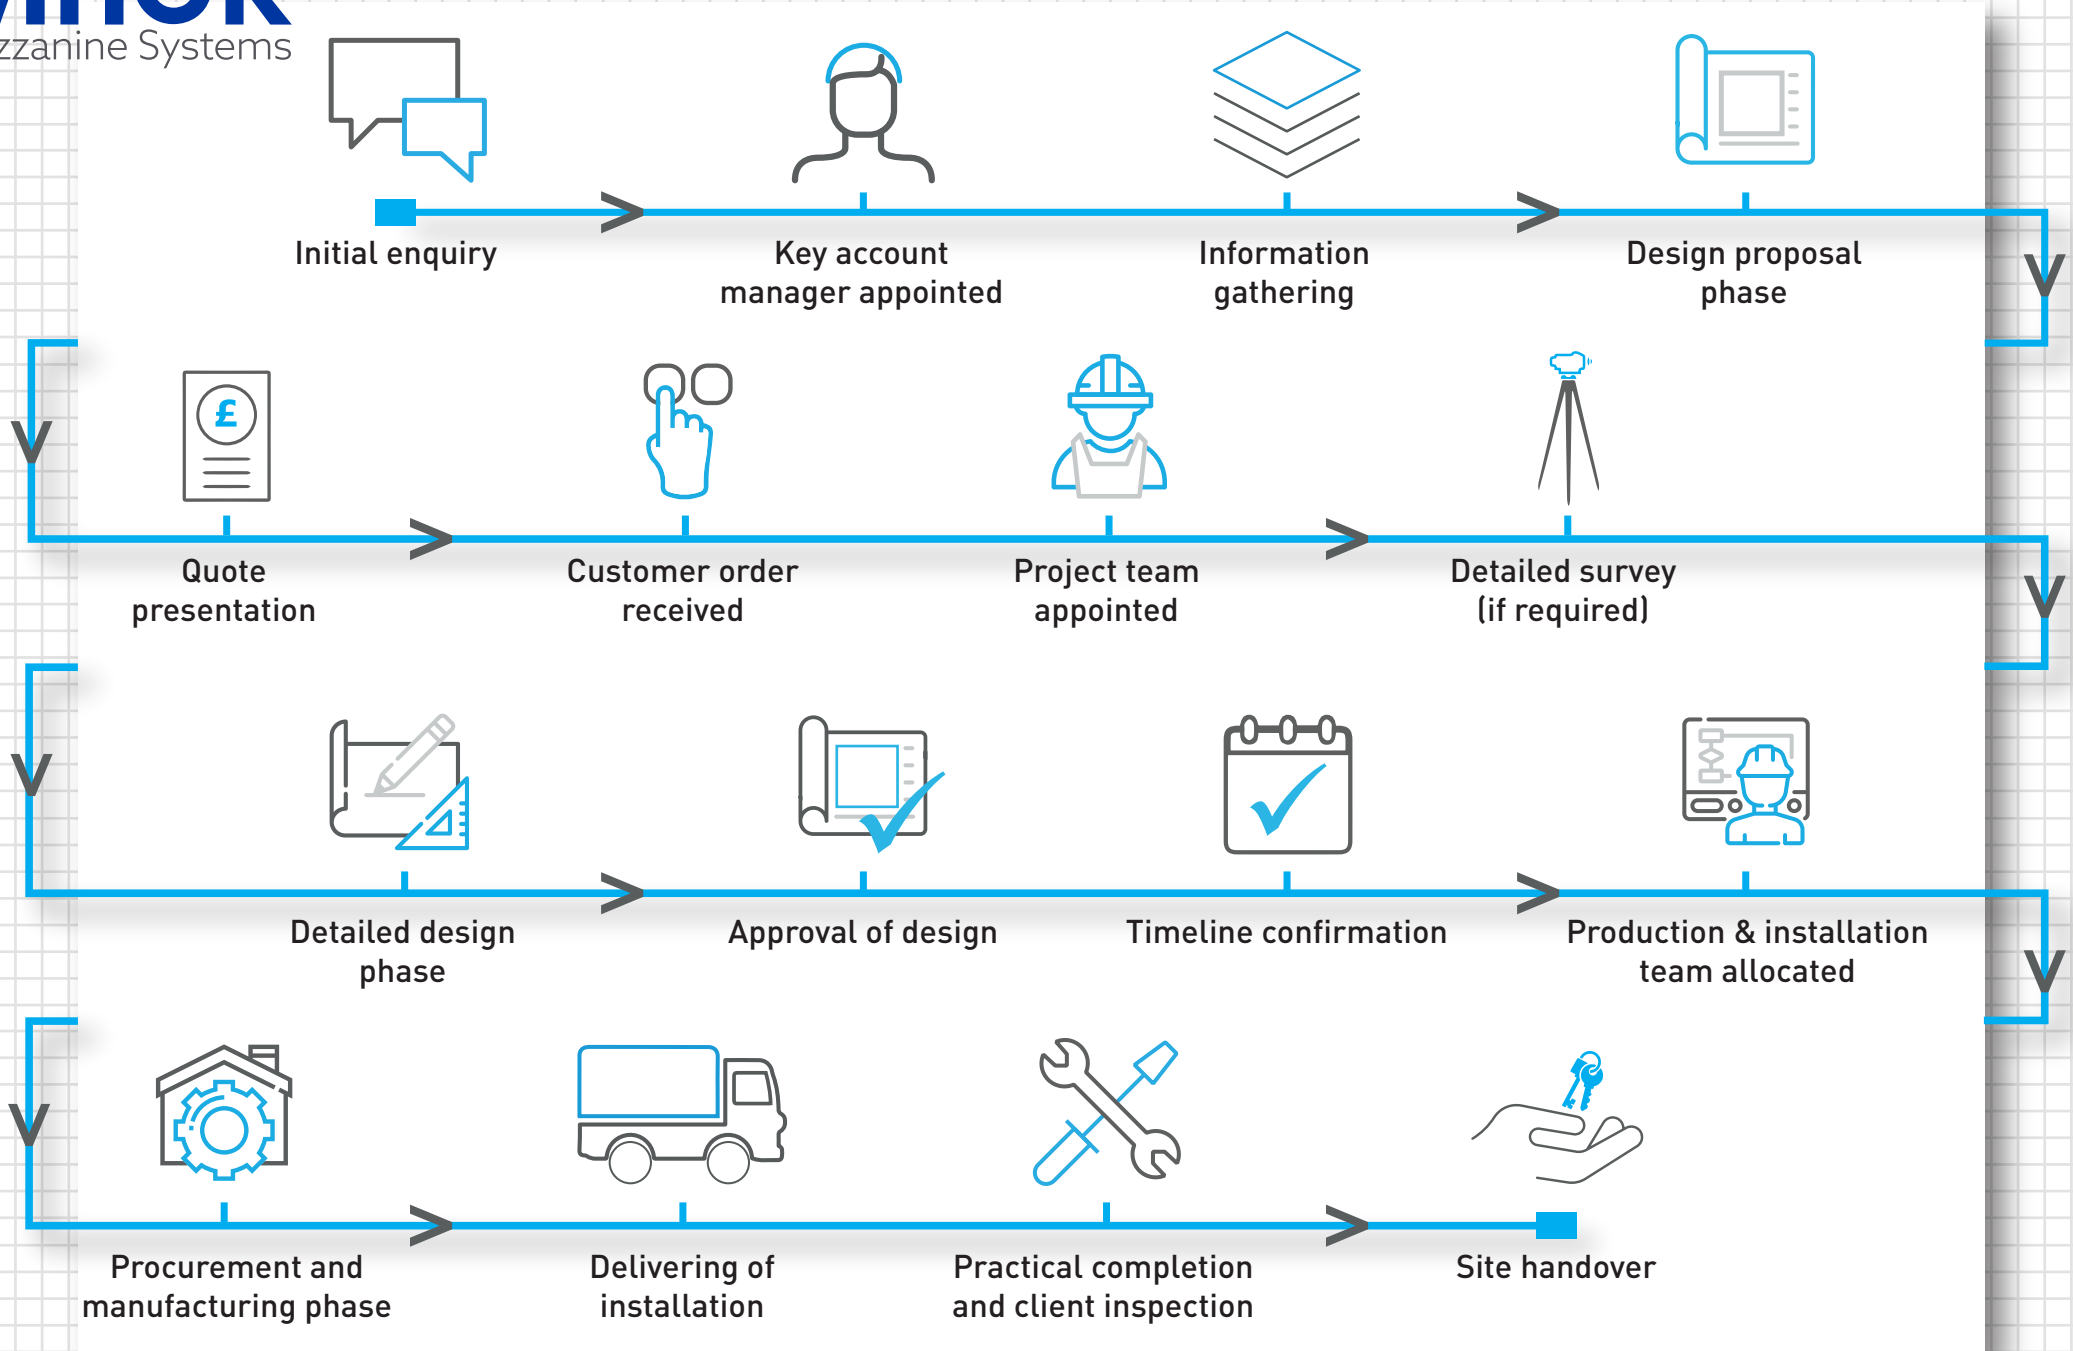 Systems
Initial enquiry
Key account
manager appointed
Information
gathering
Design proposal
phase
£
Quote
presentation
Customer order
received
Project team
appointed
Detailed survey
(if required)
Detailed design
phase
Approval of design
Timeline confirmation
Production & installation
team allocated
Procurement and
manufacturing phase
Delivering of
installation
Practical completion
and client inspection
Site handover